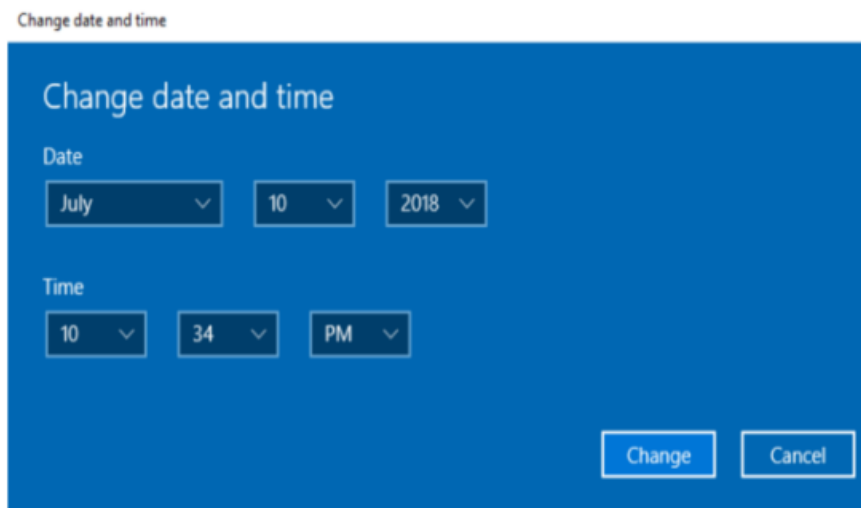 Change date and time
Change date and time
Date
July 10 2018
Time
10 34 PM
Change Cancel